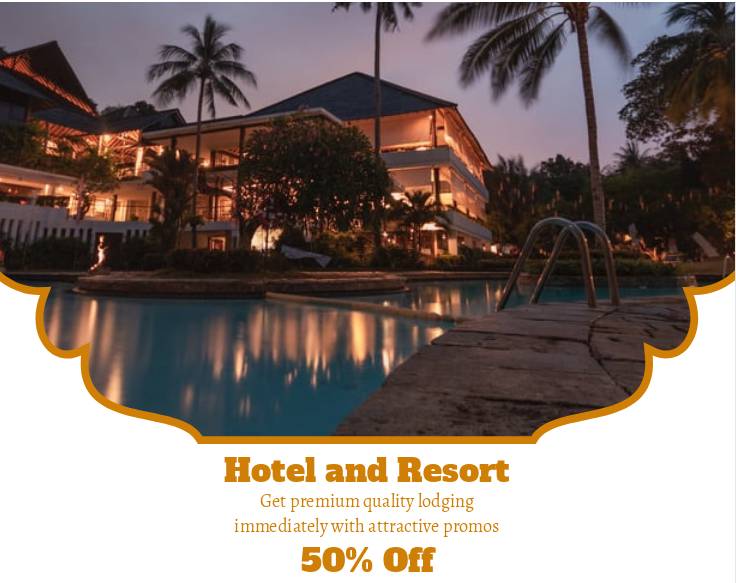 Hotel and Resort
Get premium quality lodging
immediately with attractive promos
50% Off